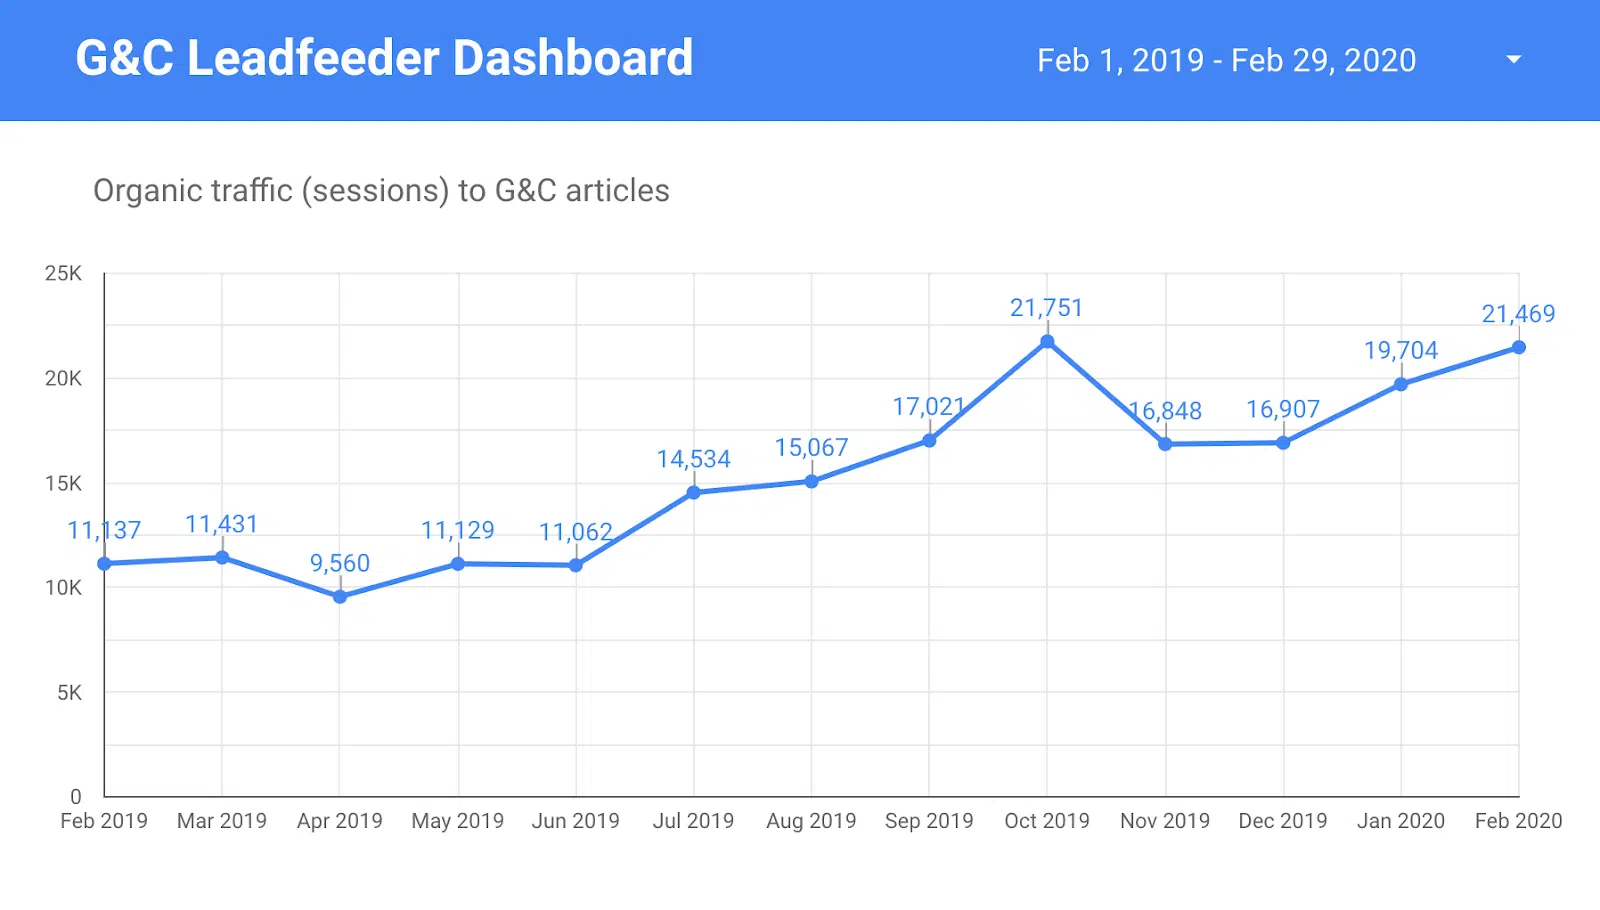 G&C Leadfeeder Dashboard
Feb 1, 2019 - Feb 29, 2020
Organic traffic (sessions) to G&C articles
25K
20K
15K
10K
5K
0
11,137
11,431
9,560
11,129
11,062
14,534
15,067
17,021
21,751
16,848
16,907
19,704
21,469
Feb 2019
Mar 2019
Apr 2019
May 2019
Jun 2019
Jul 2019
Aug 2019
Sep 2019
Oct 2019
Nov 2019
Dec 2019
Jan 2020
Feb 2020